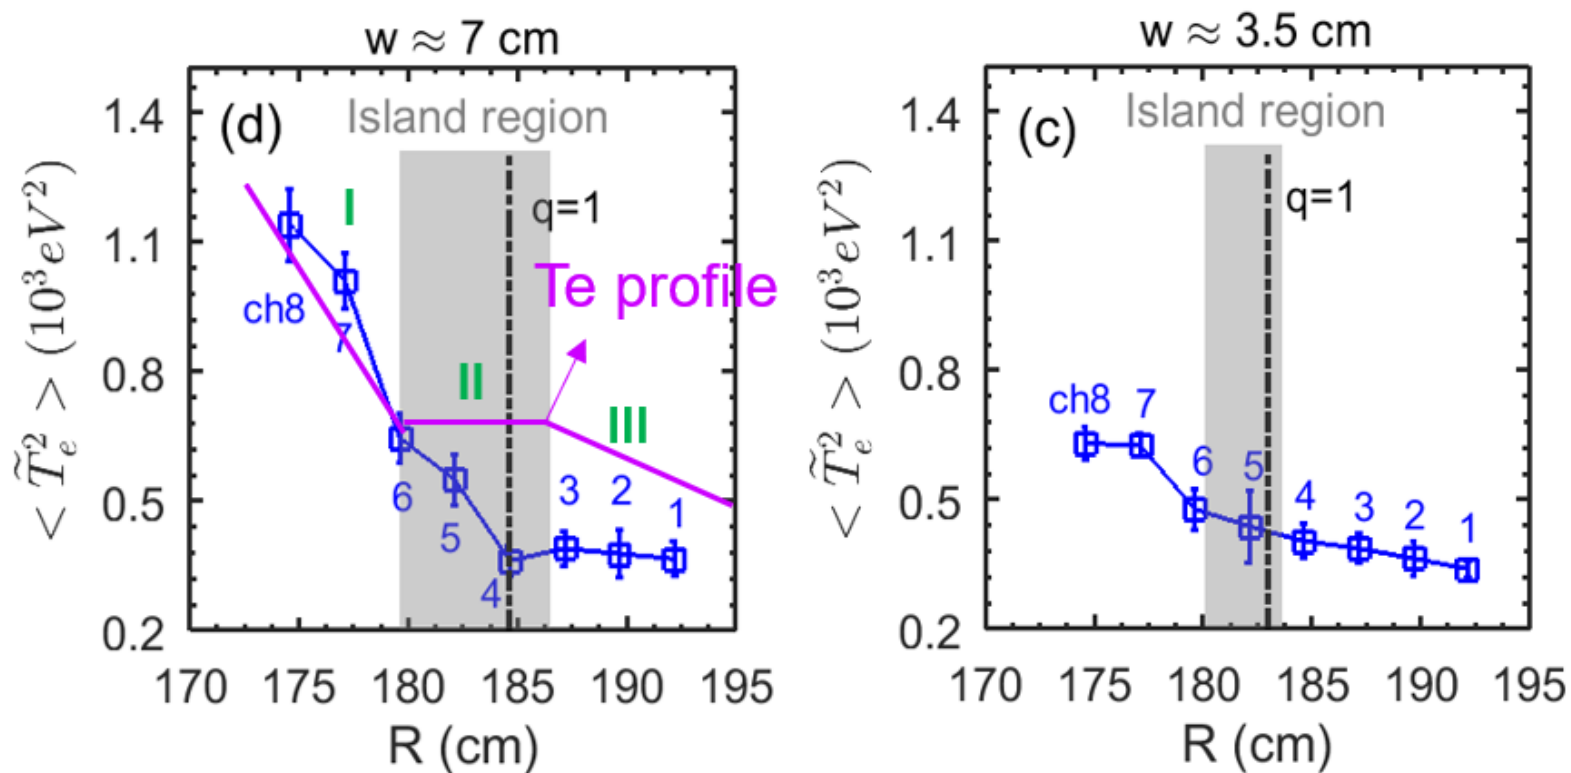 w ≈ 7 cm
(d)
Island region
q=1
I
Te profile
ch8
7
II
III
6
5
4
3
2
1
< T̃e² > (10³eV²)
1.4
1.1
0.8
0.5
0.2
170 175 180 185 190 195
R (cm)
w ≈ 3.5 cm
(c)
Island region
q=1
ch8
7
6
5
4
3
2
1
< T̃e² > (10³eV²)
1.4
1.1
0.8
0.5
0.2
170 175 180 185 190 195
R (cm)